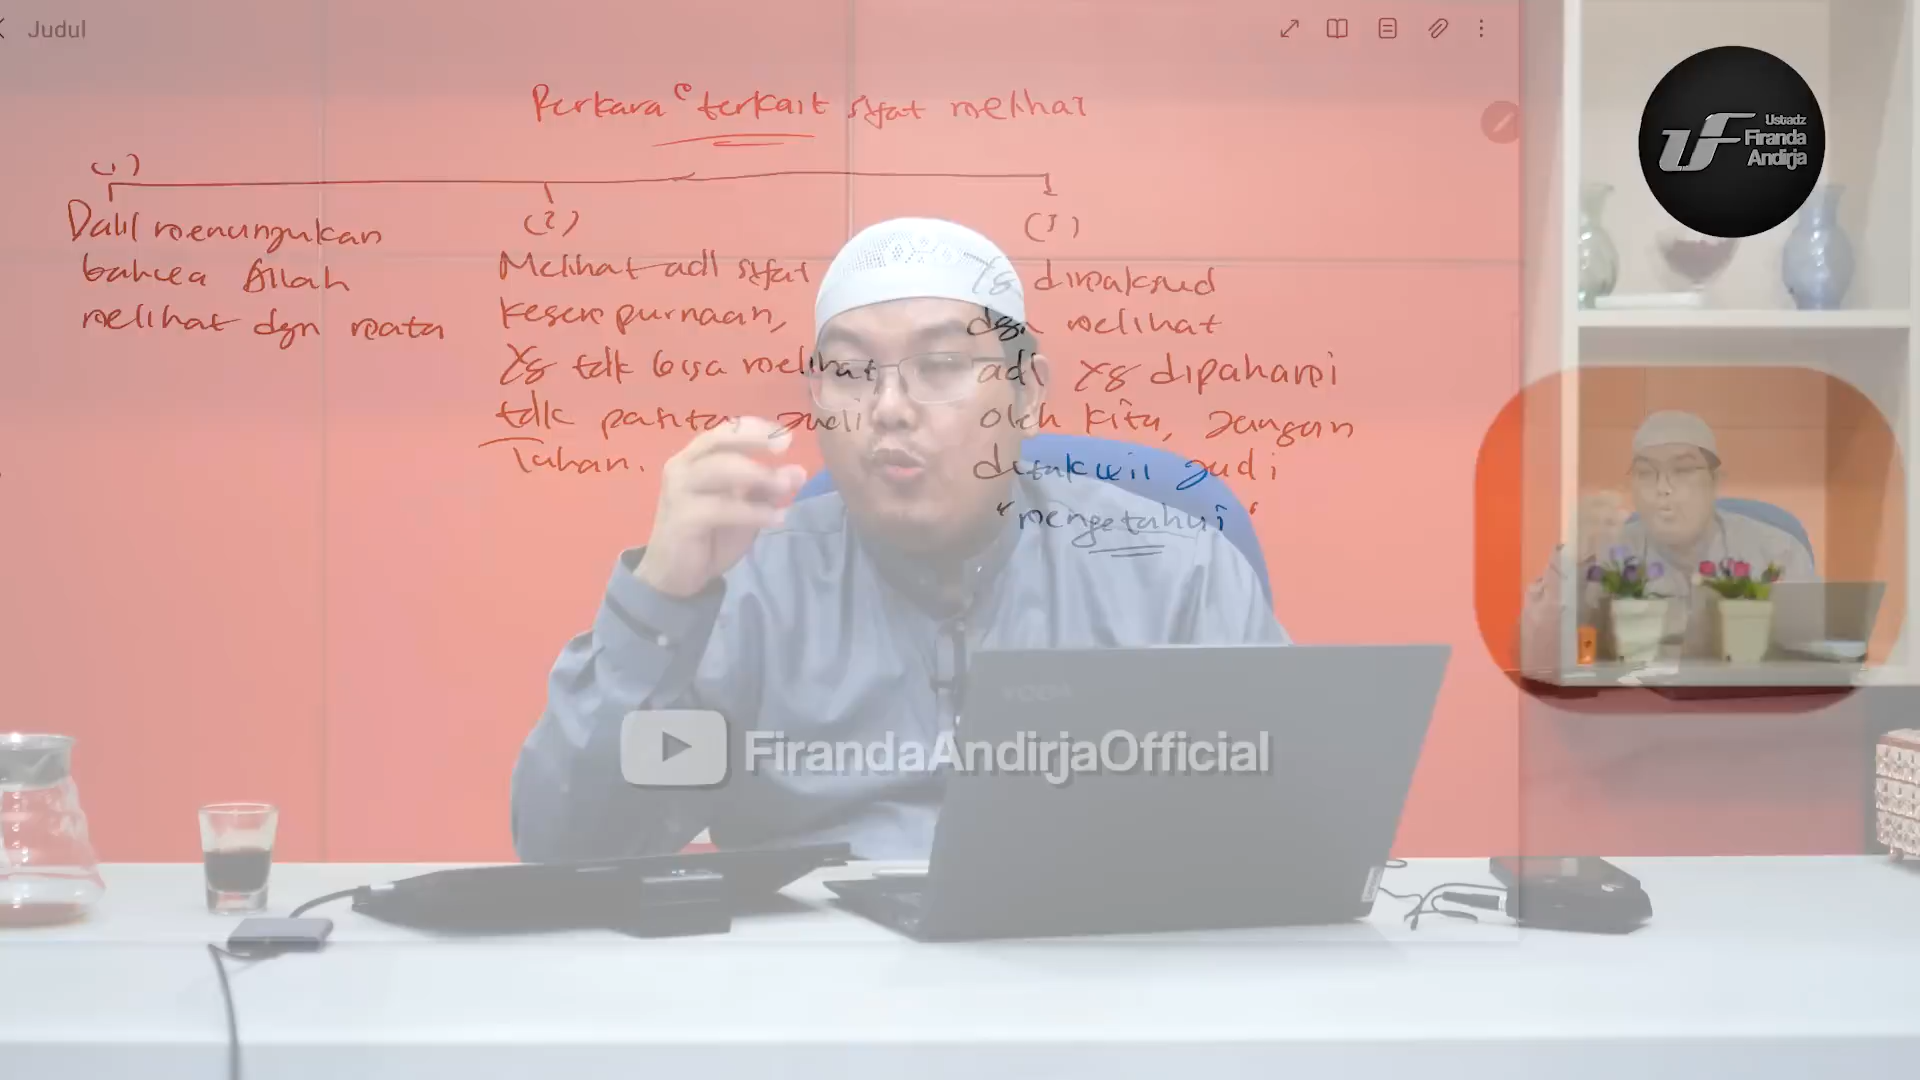 Judul
Perkara" terkait sifat melihat
(1)
Dalil menunjukan
bahwa Allah
melihat dgn mata
(2)
Melihat adl sifat
kesempurnaan,
Yg tdk bisa melihat
tdk pantas jadi
Tuhan.
(3)
Yg dimaksud
dgn melihat
adl yg dipahami
oleh kita, jangan
ditakwil jadi
"mengetahui"
Ustadz
Firanda
Andirja
FirandaAndirjaOfficial